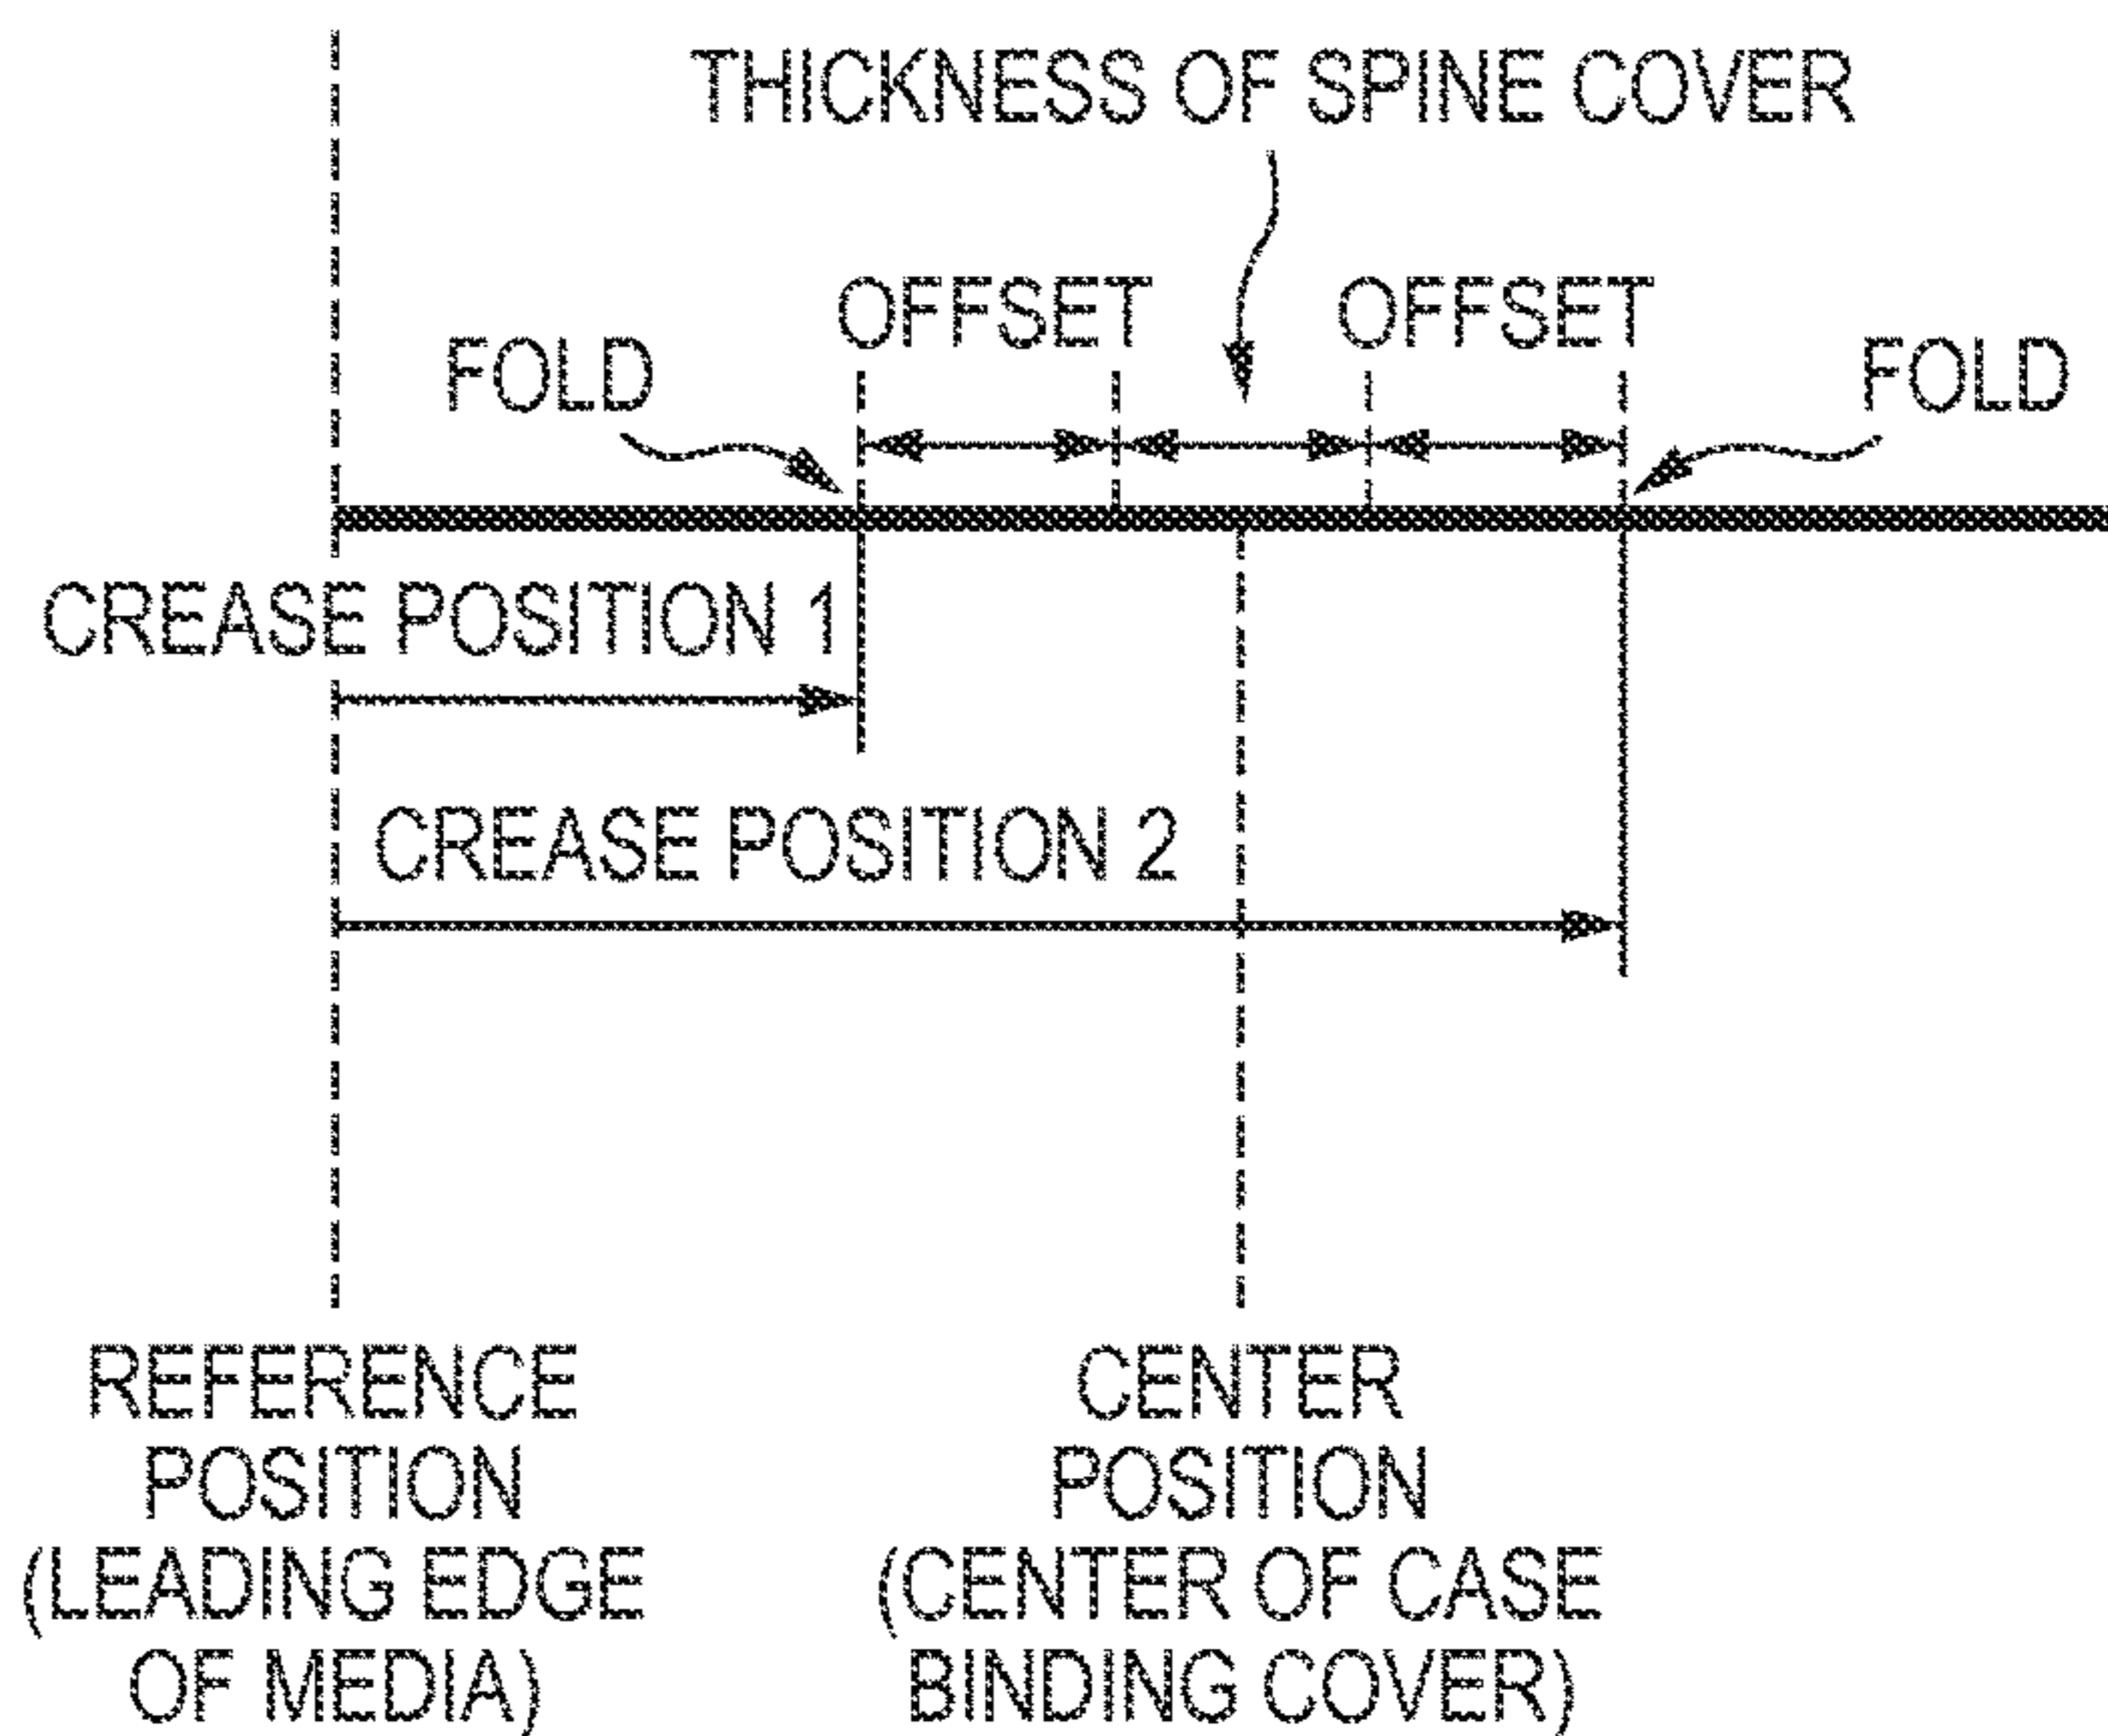 THICKNESS OF SPINE COVER
OFFSET
OFFSET
FOLD
FOLD
CREASE POSITION 1
CREASE POSITION 2
REFERENCE
POSITION
(LEADING EDGE
OF MEDIA)
CENTER
POSITION
(CENTER OF CASE
BINDING COVER)